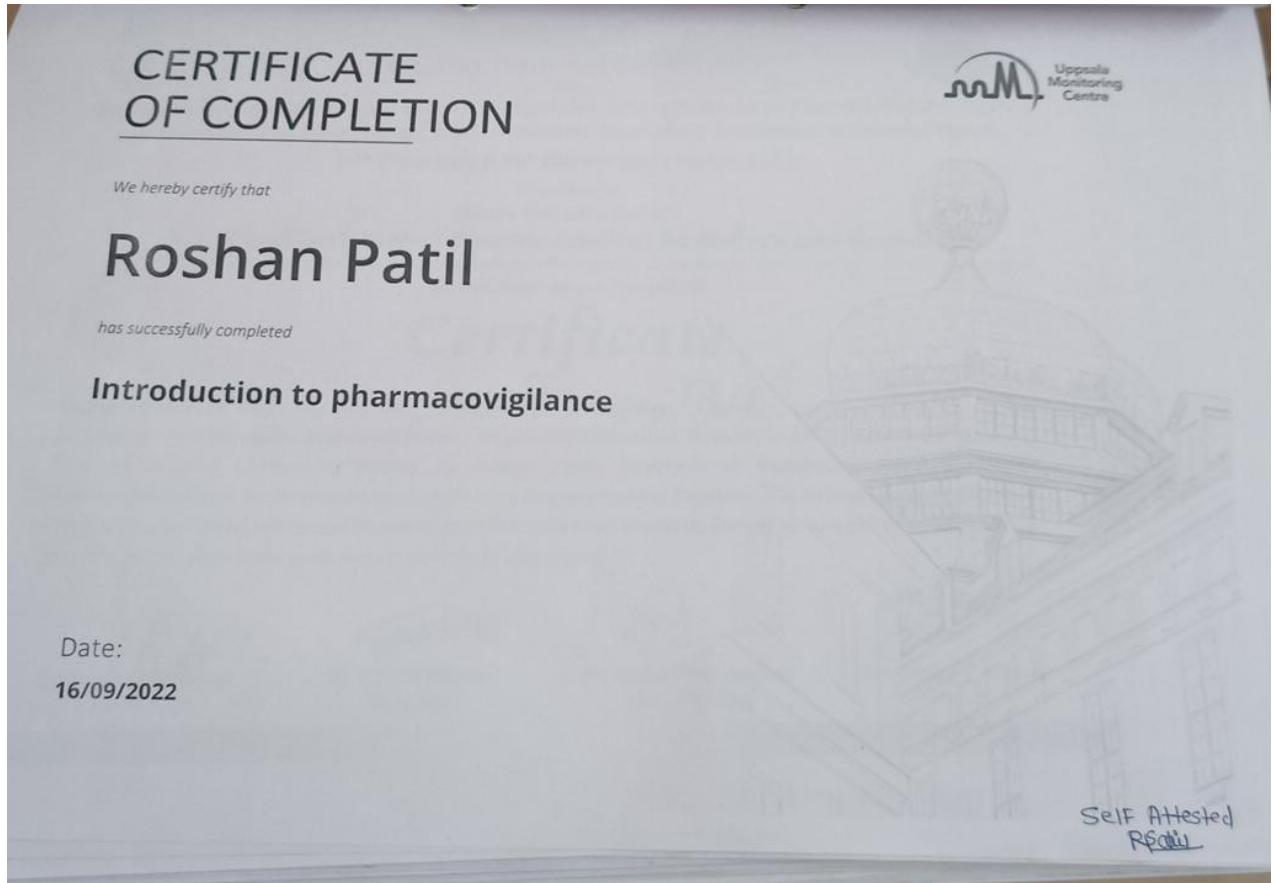 CERTIFICATE
OF COMPLETION
Uppsala
Monitoring
Centre
We hereby certify that
Roshan Patil
has successfully completed
Introduction to pharmacovigilance
Date:
16/09/2022
Self Attested